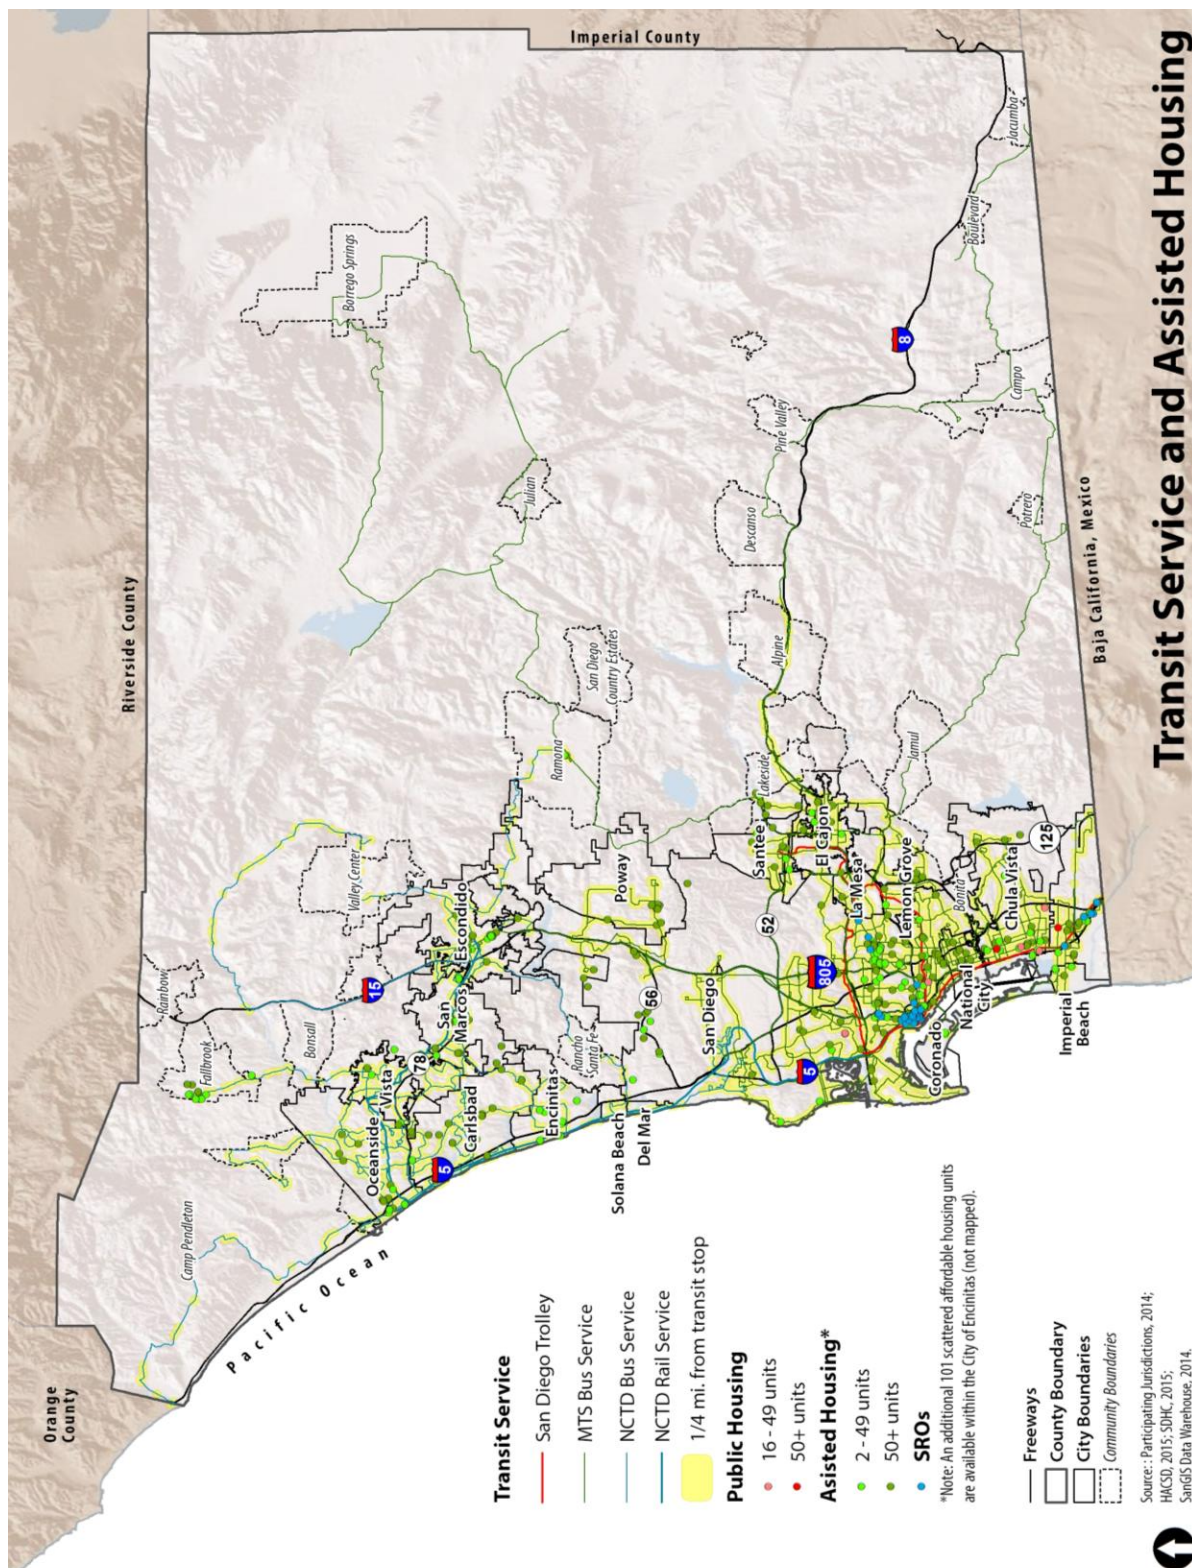 Transit Service and Assisted Housing
Orange
County
Riverside County
Imperial County
Baja California, Mexico
Pacific Ocean
Camp Pendleton
Fallbrook
Rainbow
Bonsall
Valley Center
Borrego Springs
Julian
Ramona
San Diego
Country Estates
Oceanside
Vista
San
Marcos
Escondido
Carlsbad
Encinitas
Rancho
Santa Fe
Solana Beach
Del Mar
Poway
San Diego
Santee
Lakeside
Alpine
Descanso
Pine Valley
El Cajon
La Mesa
Lemon Grove
Jamul
Bonita
Coronado
National
City
Chula Vista
Imperial
Beach
Potrero
Campo
Boulevard
Jacumba
5
78
15
56
52
805
5
125
8
Transit Service
San Diego Trolley
MTS Bus Service
NCTD Bus Service
NCTD Rail Service
1/4 mi. from transit stop
Public Housing
16 - 49 units
50+ units
Asisted Housing*
2 - 49 units
50+ units
SROs
*Note: An additional 101 scattered affordable housing units
are available within the City of Encinitas (not mapped).
Freeways
County Boundary
City Boundaries
Community Boundaries
Source: : Participating Jurisdictions, 2014;
HACSD, 2015; SDHC, 2015;
SanGIS Data Warehouse, 2014.